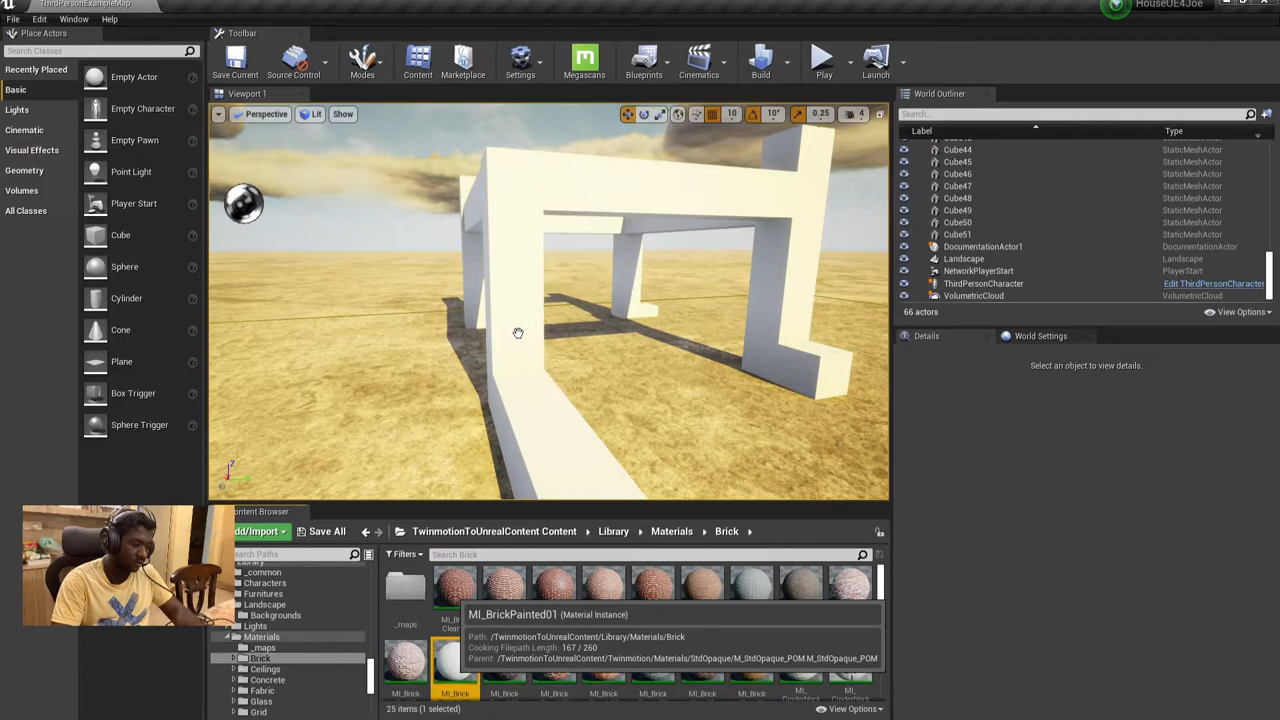 ThirdPersonExampleMap
HouseUE4Joe
File Edit Window Help
Place Actors
Toolbar
Search Classes
Recently Placed
Basic
Lights
Cinematic
Visual Effects
Geometry
Volumes
All Classes
Empty Actor
Empty Character
Empty Pawn
Point Light
Player Start
Cube
Sphere
Cylinder
Cone
Plane
Box Trigger
Sphere Trigger
Save Current
Source Control
Modes
Content
Marketplace
Settings
Megascans
Blueprints
Cinematics
Build
Play
Launch
Viewport 1
Perspective Lit Show 10 10° 0.25 4
World Outliner
Search...
Label Type
Cube44 StaticMeshActor
Cube45 StaticMeshActor
Cube46 StaticMeshActor
Cube47 StaticMeshActor
Cube48 StaticMeshActor
Cube49 StaticMeshActor
Cube50 StaticMeshActor
Cube51 StaticMeshActor
DocumentationActor1 DocumentationActor
Landscape Landscape
NetworkPlayerStart PlayerStart
ThirdPersonCharacter Edit ThirdPersonCharacter
VolumetricCloud VolumetricCloud
66 actors View Options
Details World Settings
Select an object to view details.
Content Browser
Add/Import Save All TwinmotionToUnrealContent Content Library Materials Brick
Search Paths
Filters Search Brick
Library
_common
Characters
Furnitures
Landscape
Backgrounds
Lights
Materials
_maps
Brick
Ceilings
Concrete
Fabric
Glass
Grid
_maps
MI_BrickPainted01 (Material Instance)
Path: /TwinmotionToUnrealContent/Library/Materials/Brick
Cooking Filepath Length: 167 / 260
Parent: /TwinmotionToUnrealContent/Twinmotion/Materials/StdOpaque/M_StdOpaque_POM.M_StdOpaque_POM
MI_Brick MI_Brick MI_Brick MI_Brick MI_Brick MI_Brick MI_Brick MI_Brick MI_ Cinderblock MI_ Cinderblock
25 items (1 selected) View Options